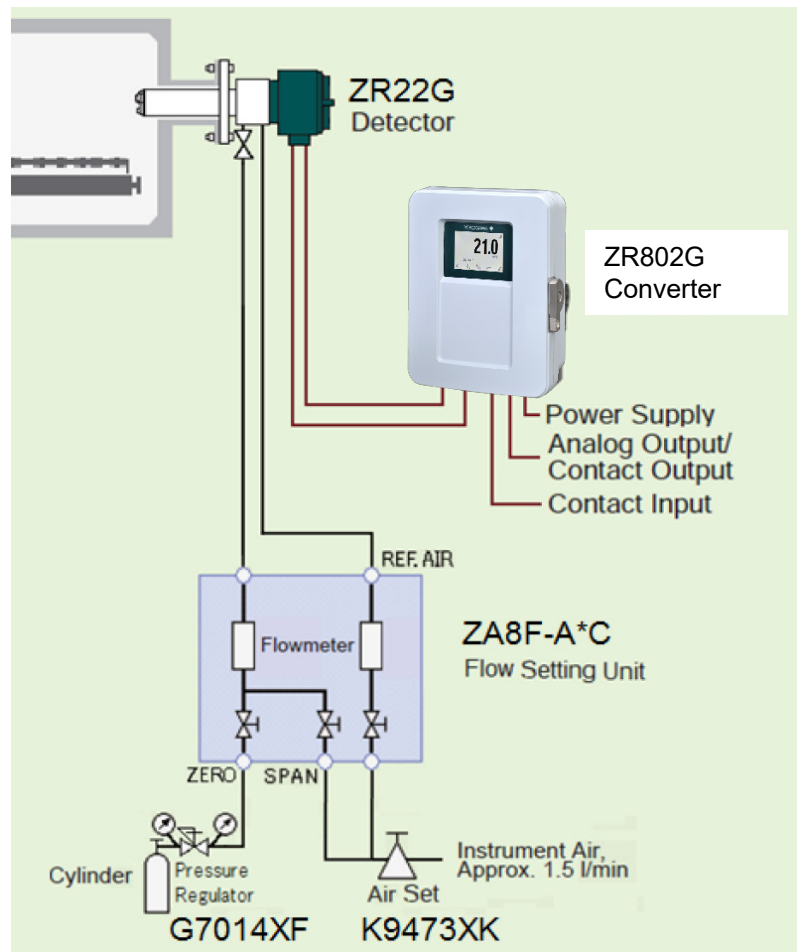 ZR22G
Detector
YOKOGAWA
21.0
ZR802G
Converter
Power Supply
Analog Output/
Contact Output
Contact Input
REF. AIR
Flowmeter
ZA8F-A*C
Flow Setting Unit
ZERO
SPAN
Cylinder
Pressure
Regulator
Instrument Air,
Approx. 1.5 l/min
Air Set
G7014XF
K9473XK